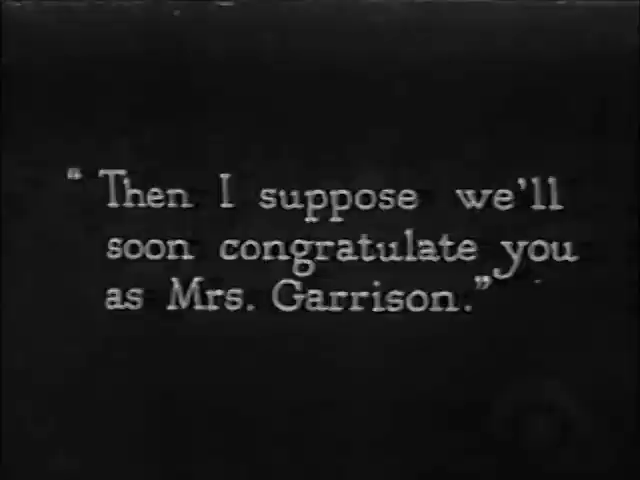 “Then I suppose we'll
soon congratulate you
as Mrs. Garrison.”